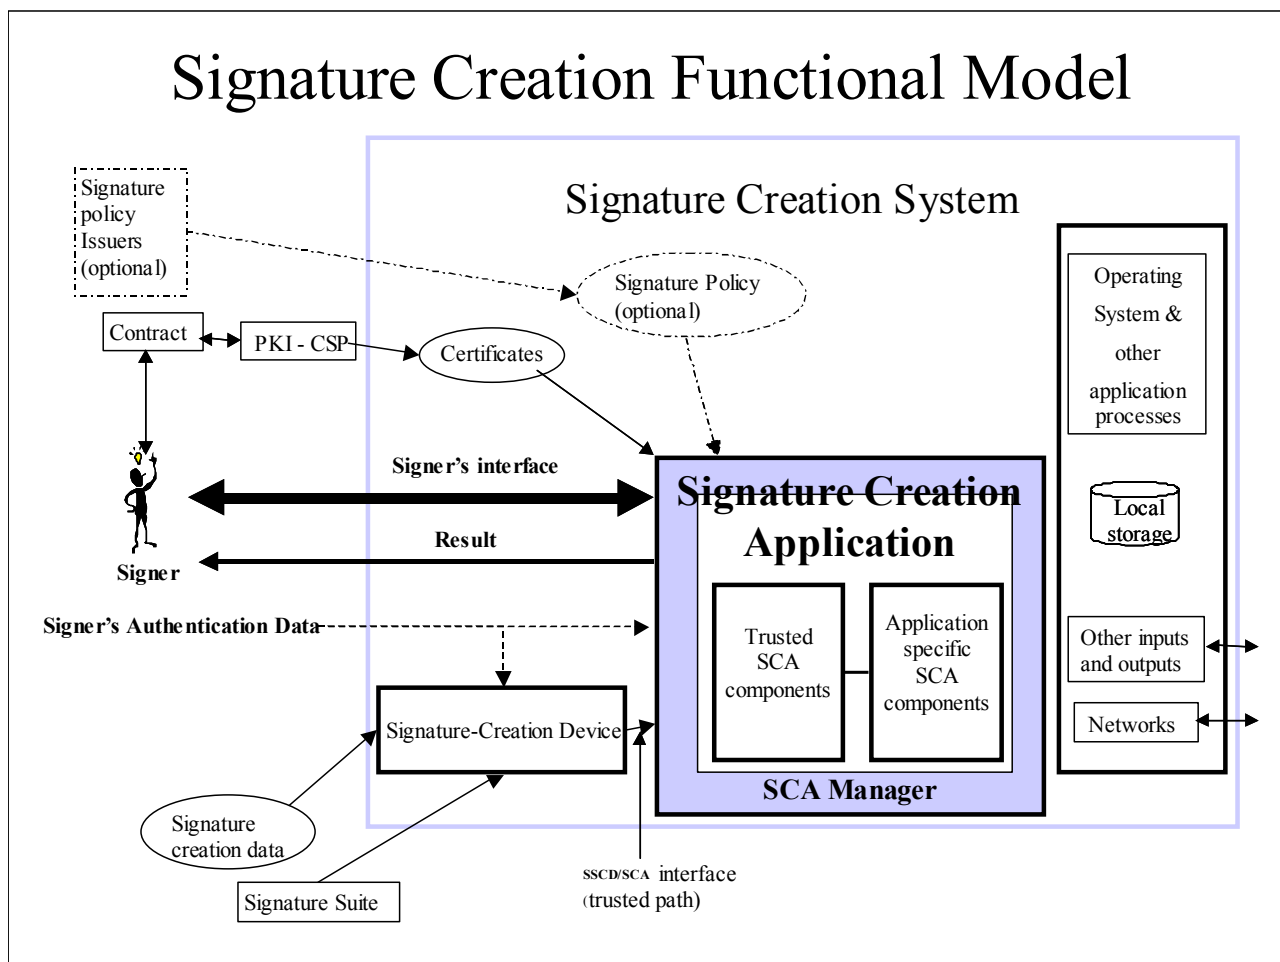 Signature Creation Functional Model
Signature Creation System
Signature
policy
Issuers
(optional)
Signature Policy
(optional)
Contract
PKI - CSP
Certificates
Operating
System &
other
application
processes
Signer's interface
Signature Creation
Application
Local
storage
Result
Signer
Signer's Authentication Data
Trusted
SCA
components
Application
specific
SCA
components
Other inputs
and outputs
Signature-Creation Device
Networks
SCA Manager
Signature
creation data
SSCD/SCA interface
(trusted path)
Signature Suite